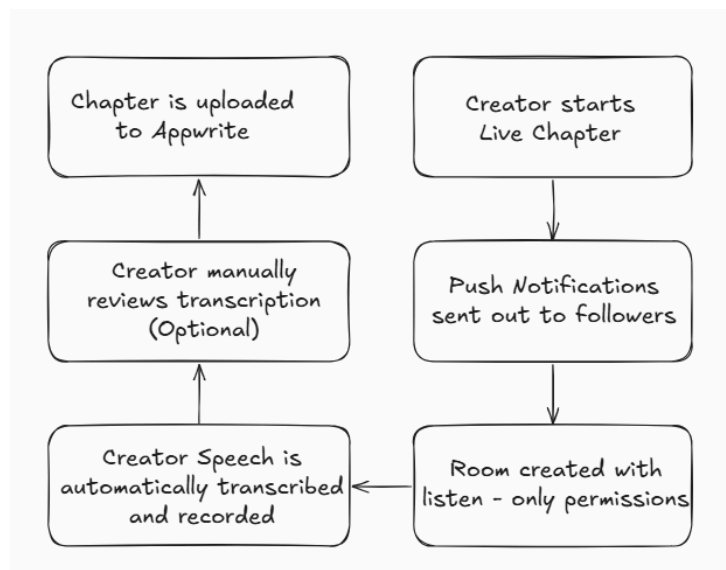 Chapter is uploaded
to Appwrite
Creator starts
Live Chapter
Creator manually
reviews transcription
(Optional)
Push Notifications
sent out to followers
Creator Speech is
automatically transcribed
and recorded
Room created with
listen - only permissions